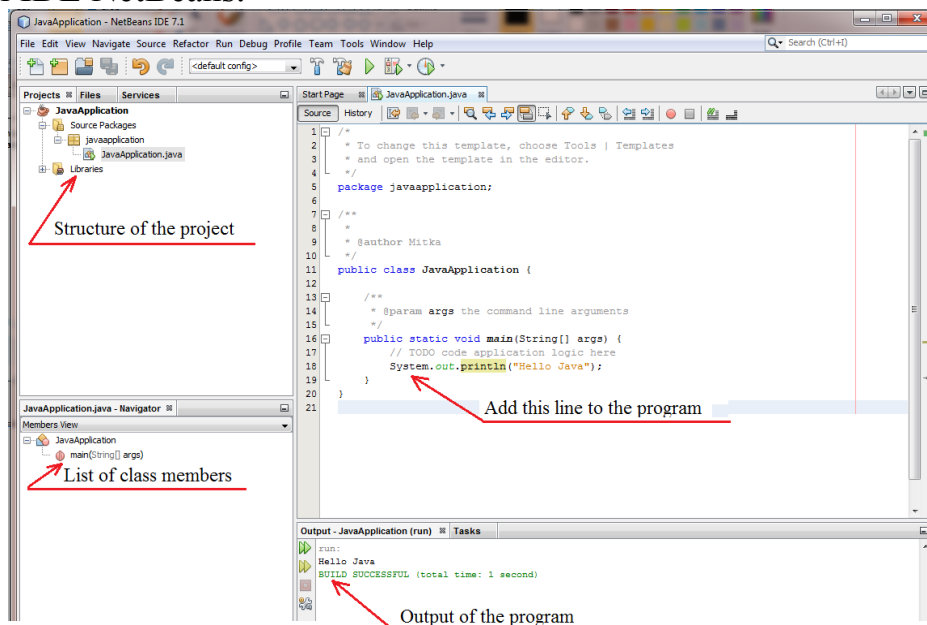 IDE NetBeans.
JavaApplication - NetBeans IDE 7.1
File Edit View Navigate Source Refactor Run Debug Profile Team Tools Window Help
Search (Ctrl+I)
<default config>
Projects Files Services
JavaApplication
Source Packages
javaapplication
JavaApplication.java
Libraries
Structure of the project
JavaApplication.java - Navigator
Members View
JavaApplication
main(String[] args)
List of class members
Start Page JavaApplication.java
Source History
1 /*
2 * To change this template, choose Tools | Templates
3 * and open the template in the editor.
4 */
5 package javaapplication;
6
7 /**
8 *
9 * @author Mitka
10 */
11 public class JavaApplication {
12
13 /**
14 * @param args the command line arguments
15 */
16 public static void main(String[] args) {
17 // TODO code application logic here
18 System.out.println("Hello Java");
19 }
20 }
21
Add this line to the program
Output - JavaApplication (run) Tasks
run:
Hello Java
BUILD SUCCESSFUL (total time: 1 second)
Output of the program